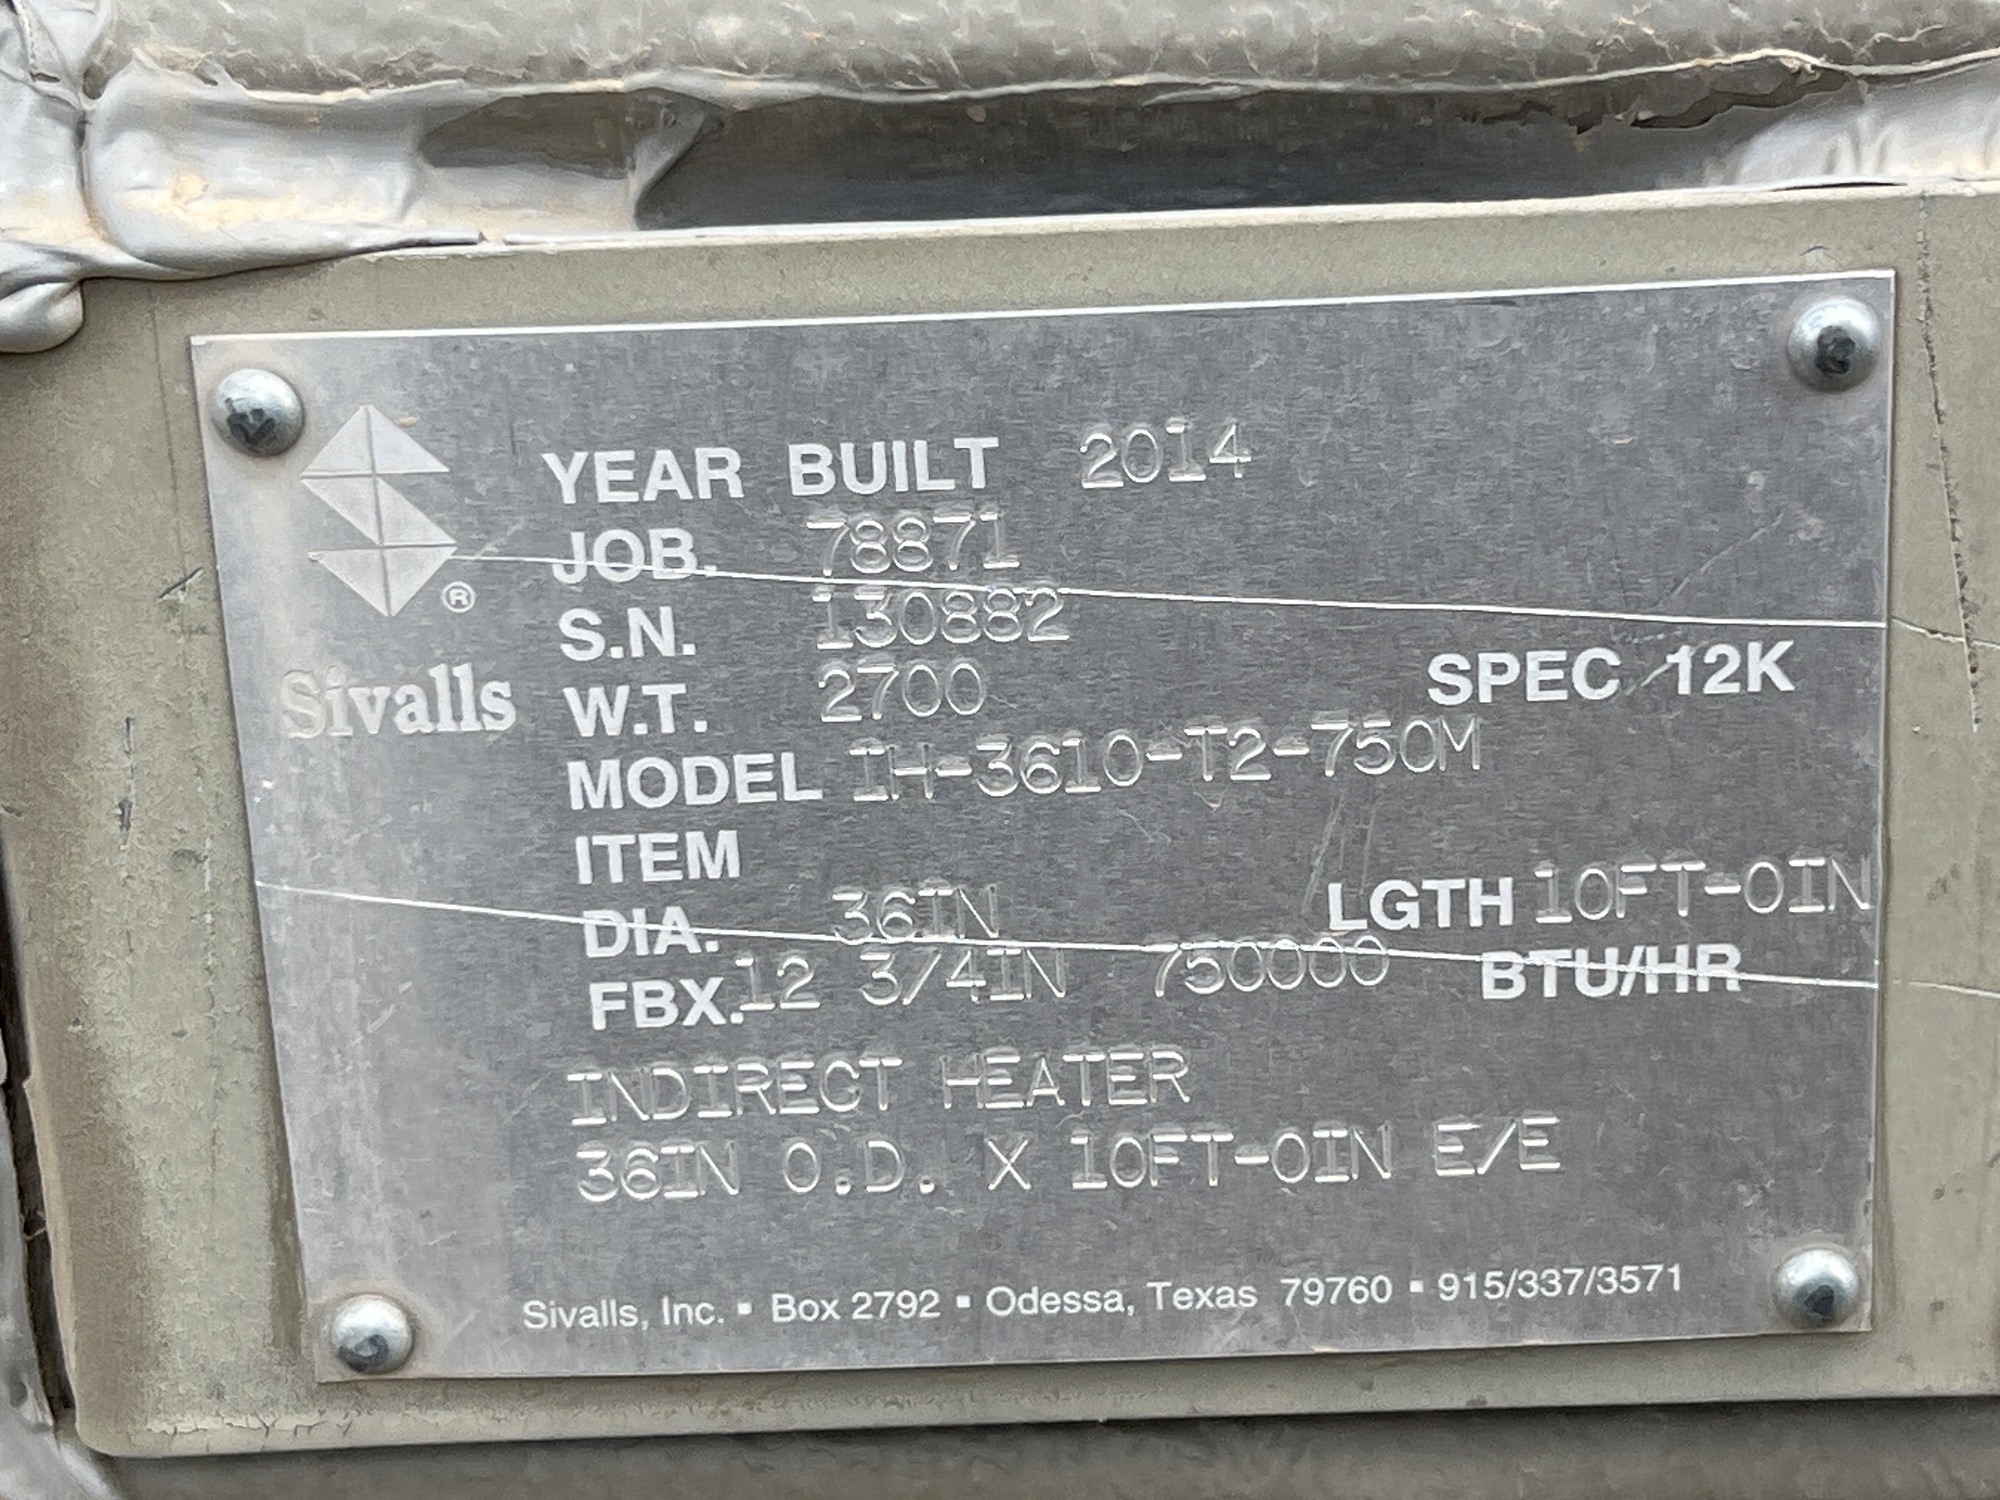 YEAR BUILT 2014
JOB. 78871
S.N. 130882
W.T. 2700 SPEC 12K
MODEL IH-3610-T2-750M
ITEM
DIA. 36IN LGTH 10FT-0IN
FBX. 12 3/4IN 750000 BTU/HR
INDIRECT HEATER
36IN O.D. X 10FT-0IN E/E
®
Sivalls
Sivalls, Inc. ▪ Box 2792 ▪ Odessa, Texas 79760 ▪ 915/337/3571